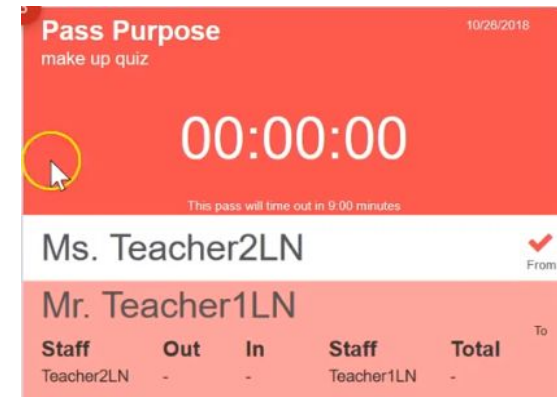 Pass Purpose 10/26/2018
make up quiz
00:00:00
This pass will time out in 9:00 minutes
Ms. Teacher2LN
From
Mr. Teacher1LN
To
Staff Out In Staff Total
Teacher2LN - - Teacher1LN -